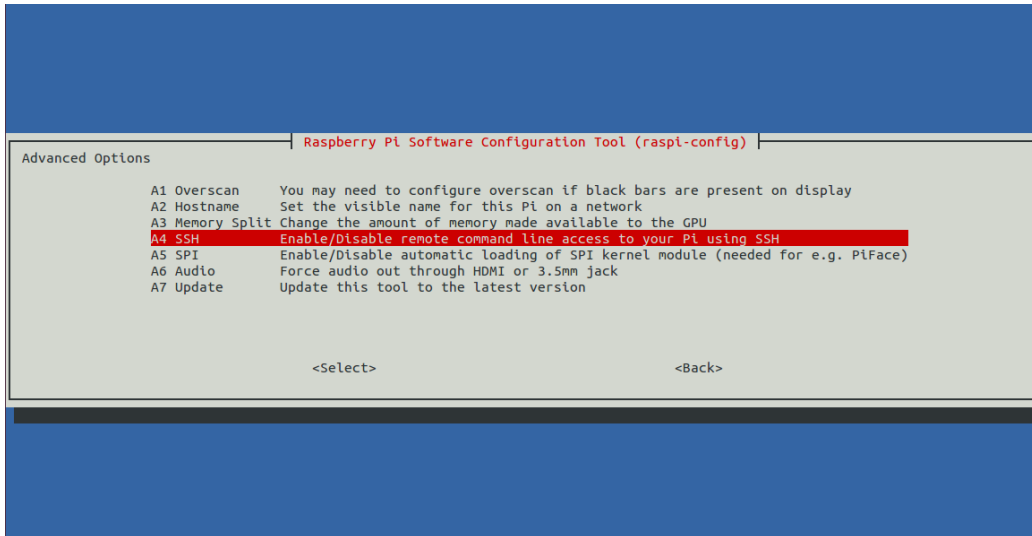 Raspberry Pi Software Configuration Tool (raspi-config)
Advanced Options
A1 Overscan You may need to configure overscan if black bars are present on display
A2 Hostname Set the visible name for this Pi on a network
A3 Memory Split Change the amount of memory made available to the GPU
A4 SSH Enable/Disable remote command line access to your Pi using SSH
A5 SPI Enable/Disable automatic loading of SPI kernel module (needed for e.g. PiFace)
A6 Audio Force audio out through HDMI or 3.5mm jack
A7 Update Update this tool to the latest version
<Select> <Back>